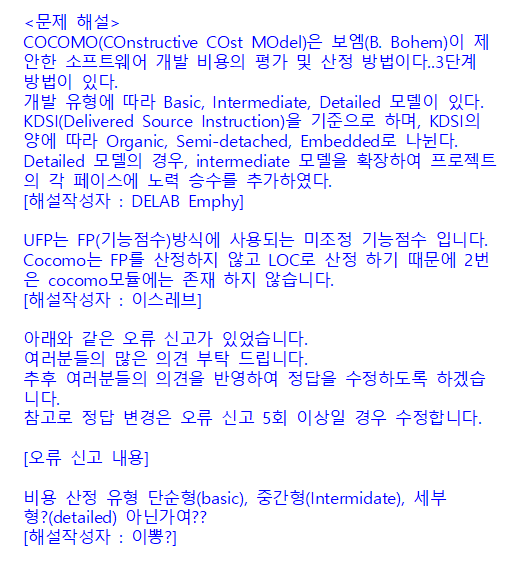 <문제 해설>
COCOMO(COnstructive COst MOdel)은 보엠(B. Bohem)이 제
안한 소프트웨어 개발 비용의 평가 및 산정 방법이다..3단계
방법이 있다.
개발 유형에 따라 Basic, Intermediate, Detailed 모델이 있다.
KDSI(Delivered Source Instruction)을 기준으로 하며, KDSI의
양에 따라 Organic, Semi-detached, Embedded로 나뉜다.
Detailed 모델의 경우, intermediate 모델을 확장하여 프로젝트
의 각 페이스에 노력 승수를 추가하였다.
[해설작성자 : DELAB Emphy]
UFP는 FP(기능점수)방식에 사용되는 미조정 기능점수 입니다.
Cocomo는 FP를 산정하지 않고 LOC로 산정 하기 때문에 2번
은 cocomo모듈에는 존재 하지 않습니다.
[해설작성자 : 이스레브]
아래와 같은 오류 신고가 있었습니다.
여러분들의 많은 의견 부탁 드립니다.
추후 여러분들의 의견을 반영하여 정답을 수정하도록 하겠습
니다.
참고로 정답 변경은 오류 신고 5회 이상일 경우 수정합니다.
[오류 신고 내용]
비용 산정 유형 단순형(basic), 중간형(Intermidate), 세부
형?(detailed) 아닌가여??
[해설작성자 : 이뽕?]